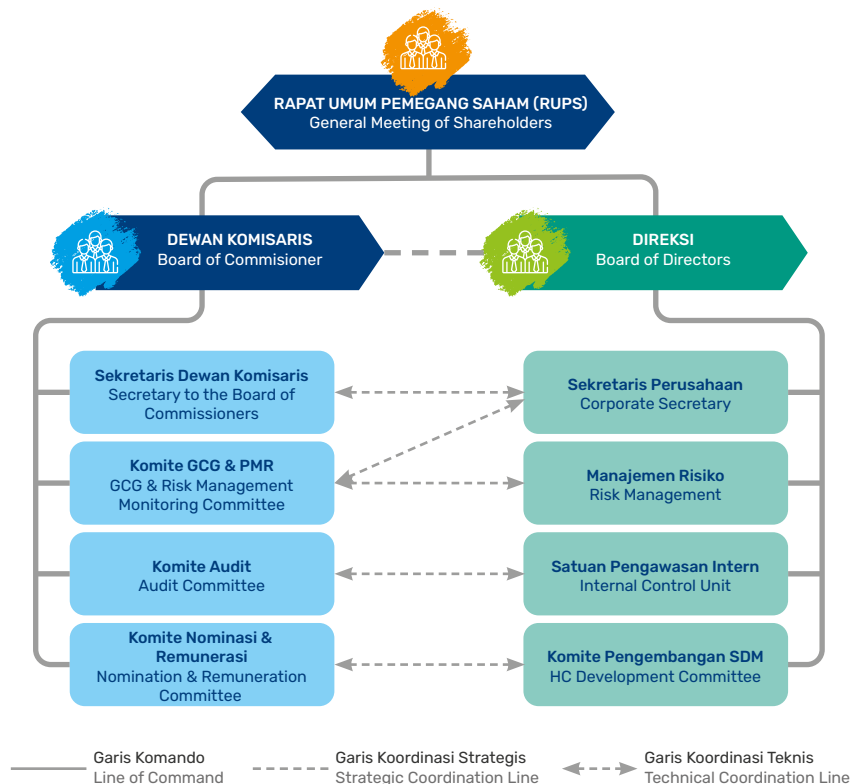 RAPAT UMUM PEMEGANG SAHAM (RUPS)
General Meeting of Shareholders
DEWAN KOMISARIS
Board of Commisioner
DIREKSI
Board of Directors
Sekretaris Dewan Komisaris
Secretary to the Board of
Commissioners
Sekretaris Perusahaan
Corporate Secretary
Komite GCG & PMR
GCG & Risk Management
Monitoring Committee
Manajemen Risiko
Risk Management
Komite Audit
Audit Committee
Satuan Pengawasan Intern
Internal Control Unit
Komite Nominasi &
Remunerasi
Nomination & Remuneration
Committee
Komite Pengembangan SDM
HC Development Committee
Garis Komando
Line of Command
Garis Koordinasi Strategis
Strategic Coordination Line
Garis Koordinasi Teknis
Technical Coordination Line